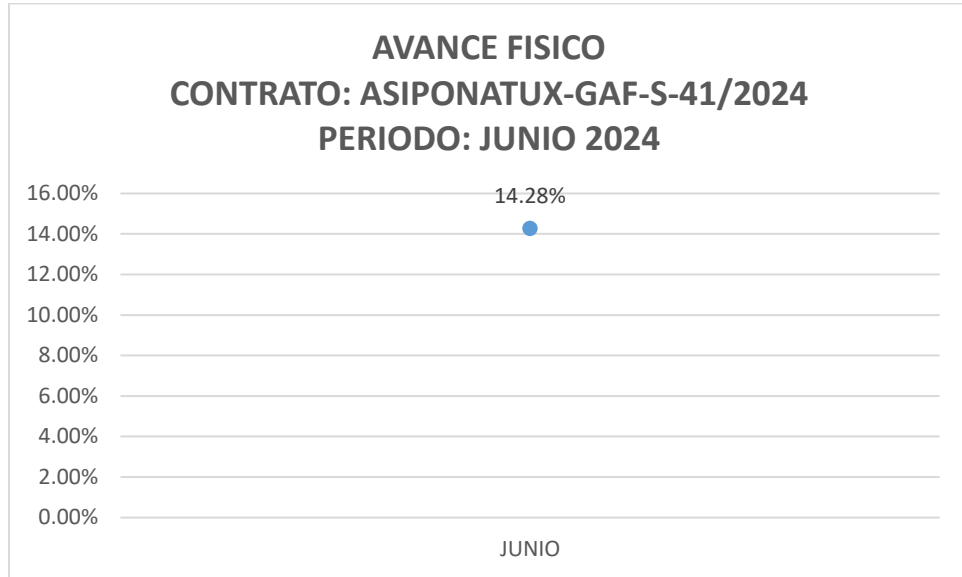 AVANCE FISICO
CONTRATO: ASIPONATUX-GAF-S-41/2024
PERIODO: JUNIO 2024
16.00%
14.28%
14.00%
12.00%
10.00%
8.00%
6.00%
4.00%
2.00%
0.00%
JUNIO